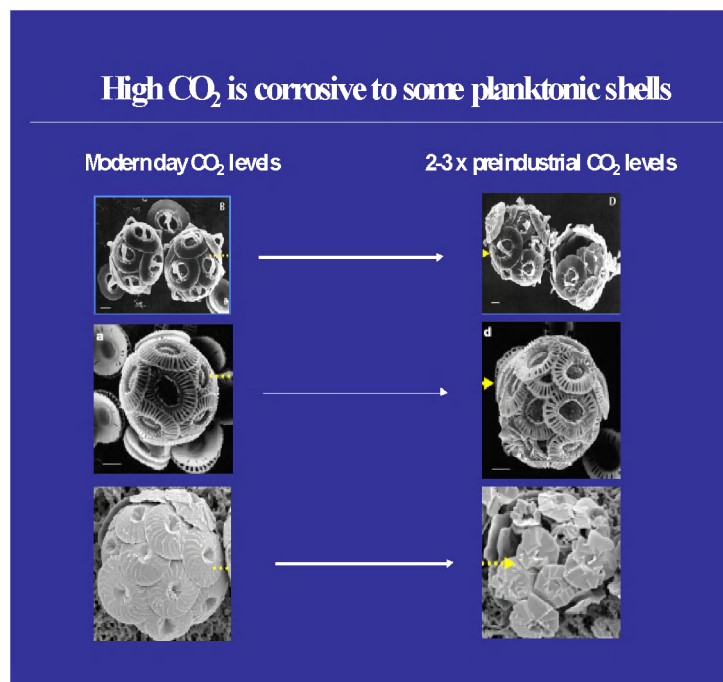 High CO₂ is corrosive to some planktonic shells
Modern day CO₂ levels
2-3 x preindustrial CO₂ levels
B
D
a
d